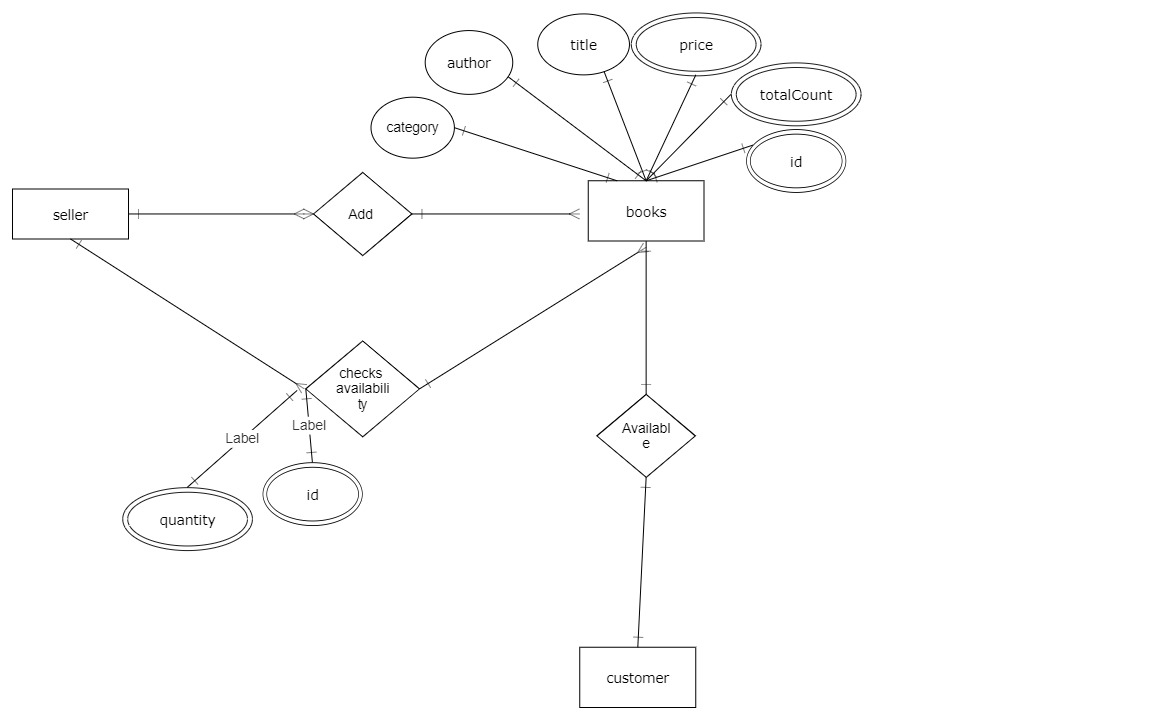 title
price
author
totalCount
category
id
books
seller
Add
checks
availabili
ty
Label
Label
Availabl
e
id
quantity
customer